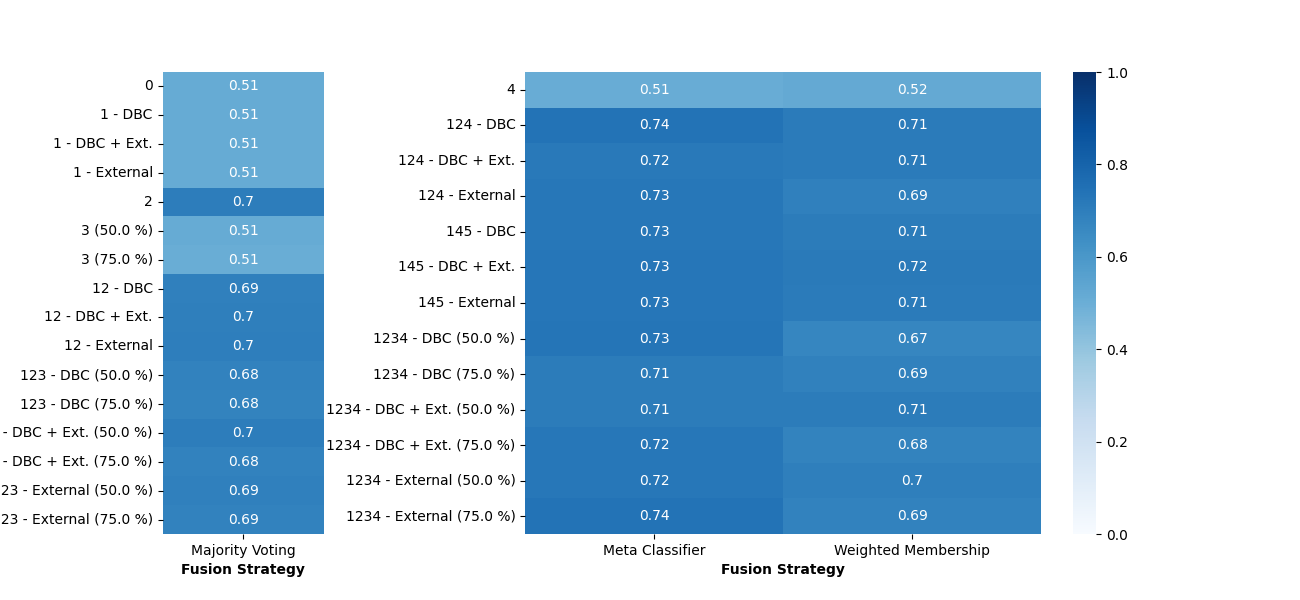 0 0.51
1 - DBC 0.51
1 - DBC + Ext. 0.51
1 - External 0.51
2 0.7
3 (50.0 %) 0.51
3 (75.0 %) 0.51
12 - DBC 0.69
12 - DBC + Ext. 0.7
12 - External 0.7
123 - DBC (50.0 %) 0.68
123 - DBC (75.0 %) 0.68
- DBC + Ext. (50.0 %) 0.7
- DBC + Ext. (75.0 %) 0.68
23 - External (50.0 %) 0.69
23 - External (75.0 %) 0.69
Majority Voting
Fusion Strategy
4 0.51 0.52
124 - DBC 0.74 0.71
124 - DBC + Ext. 0.72 0.71
124 - External 0.73 0.69
145 - DBC 0.73 0.71
145 - DBC + Ext. 0.73 0.72
145 - External 0.73 0.71
1234 - DBC (50.0 %) 0.73 0.67
1234 - DBC (75.0 %) 0.71 0.69
1234 - DBC + Ext. (50.0 %) 0.71 0.71
1234 - DBC + Ext. (75.0 %) 0.72 0.68
1234 - External (50.0 %) 0.72 0.7
1234 - External (75.0 %) 0.74 0.69
Meta Classifier Weighted Membership
Fusion Strategy
1.0
0.8
0.6
0.4
0.2
0.0